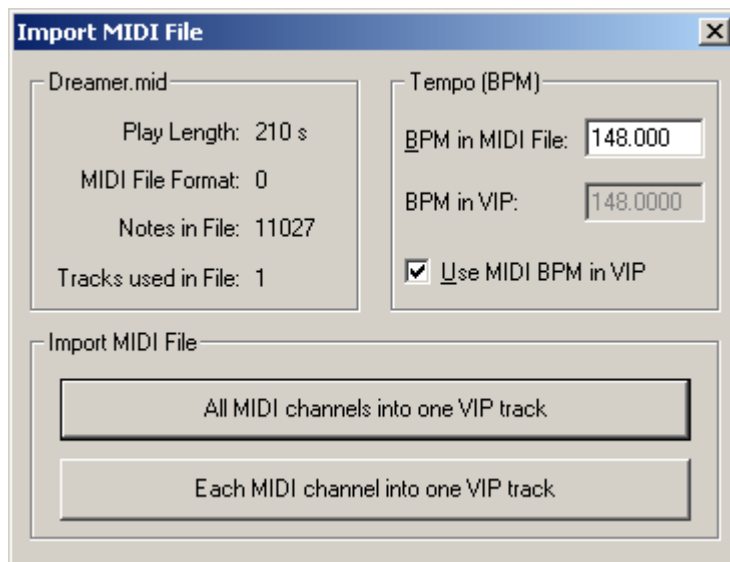 Import MIDI File
Dreamer.mid
Play Length: 210 s
MIDI File Format: 0
Notes in File: 11027
Tracks used in File: 1
Tempo (BPM)
BPM in MIDI File: 148.000
BPM in VIP: 148.0000
Use MIDI BPM in VIP
Import MIDI File
All MIDI channels into one VIP track
Each MIDI channel into one VIP track